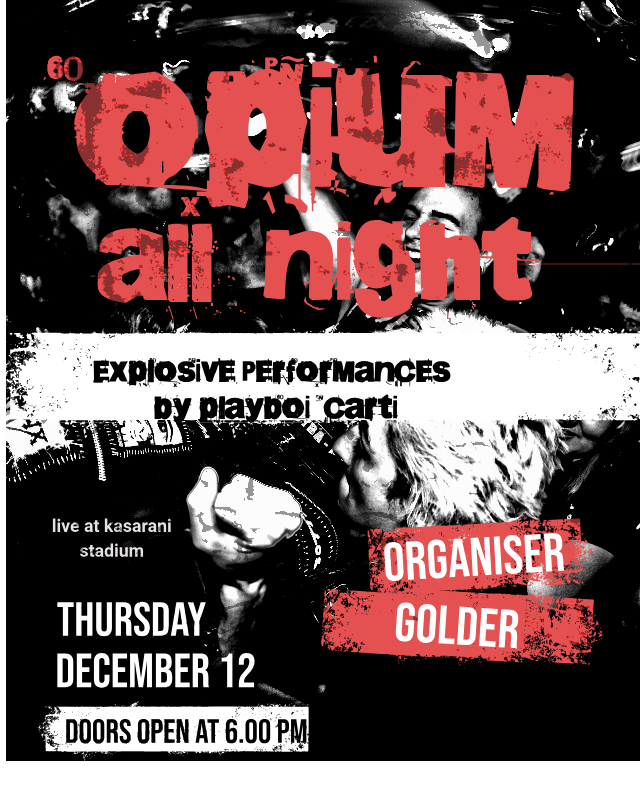 60
opium
x
all night
Explosive Performances
by playboi carti
live at kasarani
stadium
ORGANISER
GOLDER
THURSDAY
DECEMBER 12
DOORS OPEN AT 6.00 PM